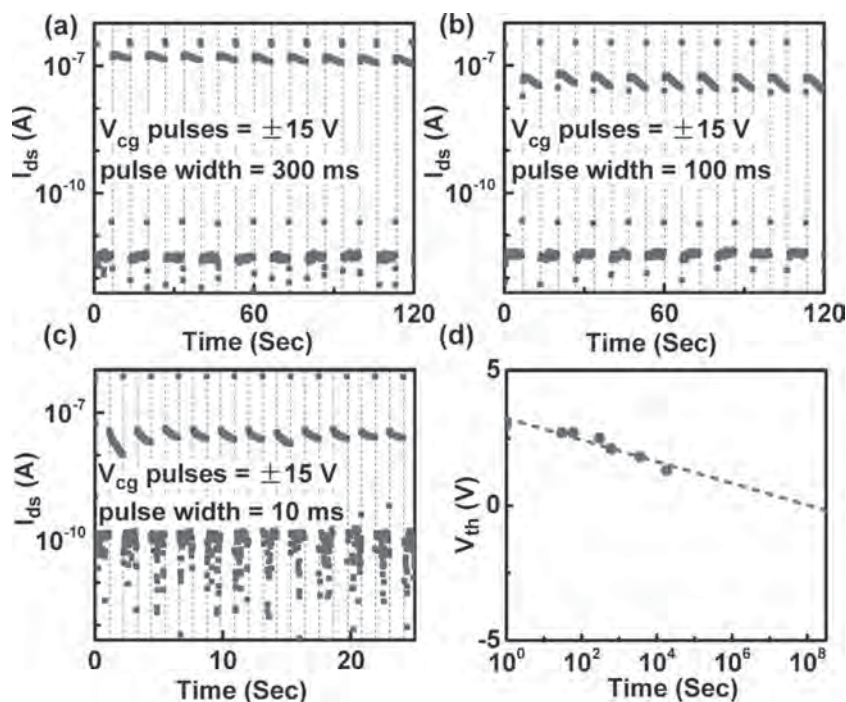 (a)
10⁻⁷
10⁻¹⁰
I_ds (A)
V_cg pulses = ±15 V
pulse width = 300 ms
0 60 120
Time (Sec)
(b)
10⁻⁷
10⁻¹⁰
I_ds (A)
V_cg pulses = ±15 V
pulse width = 100 ms
0 60 120
Time (Sec)
(c)
10⁻⁷
10⁻¹⁰
I_ds (A)
V_cg pulses = ±15 V
pulse width = 10 ms
0 10 20
Time (Sec)
(d)
5
0
-5
V_th (V)
10⁰ 10² 10⁴ 10⁶ 10⁸
Time (Sec)